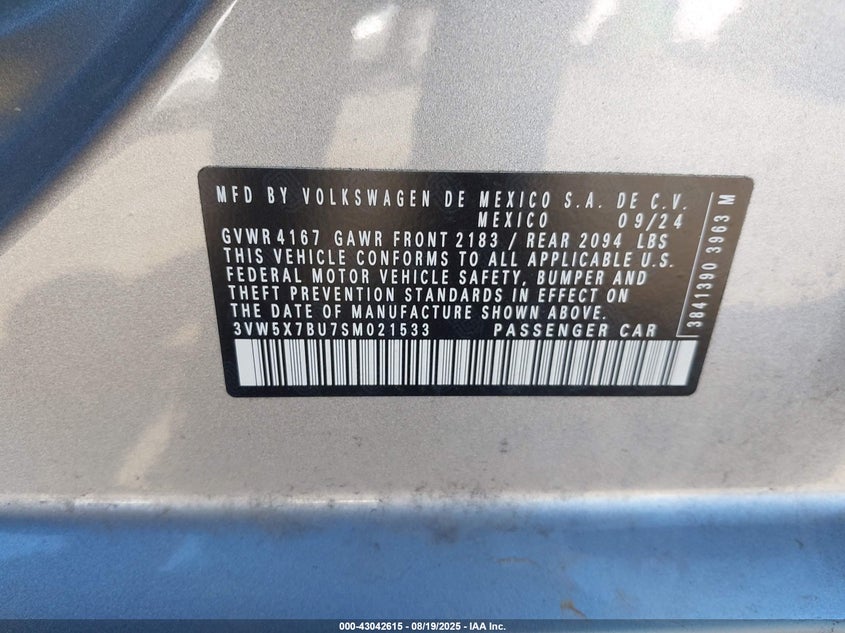 MFD BY VOLKSWAGEN DE MEXICO S.A. DE C.V.
MEXICO 09/24
GVWR 4167 GAWR FRONT 2183 / REAR 2094 LBS
THIS VEHICLE CONFORMS TO ALL APPLICABLE U.S.
FEDERAL MOTOR VEHICLE SAFETY, BUMPER AND
THEFT PREVENTION STANDARDS IN EFFECT ON
THE DATE OF MANUFACTURE SHOWN ABOVE.
3VW5X7BU7SM021533 PASSENGER CAR
3841390 3963 M
000-43042615 - 08/19/2025 - IAA Inc.